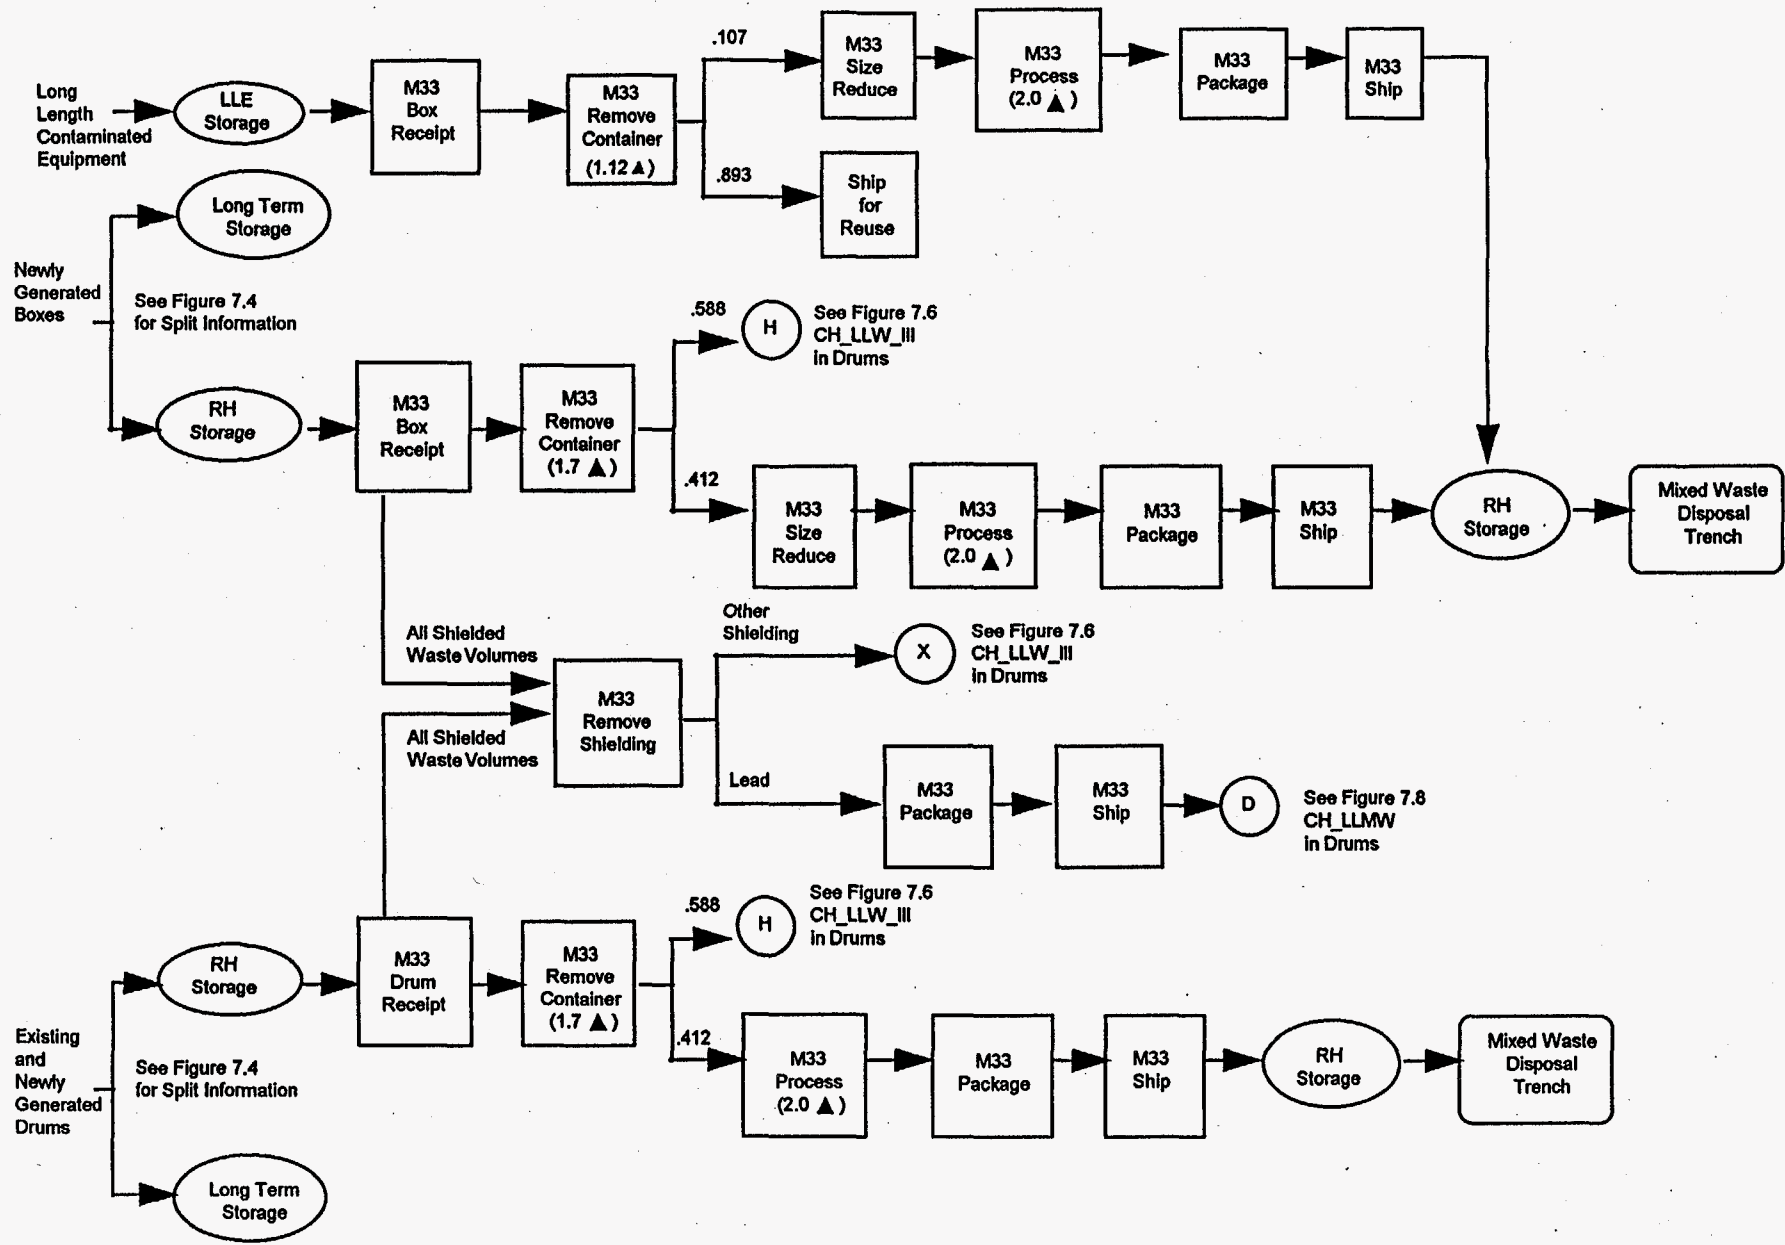 Long
Length
Contaminated
Equipment
LLE
Storage
M33
Box
Receipt
M33
Remove
Container
(1.12▲)
.107
M33
Size
Reduce
M33
Process
(2.0 ▲ )
M33
Package
M33
Ship
.893
Ship
for
Reuse
Long Term
Storage
Newly
Generated
Boxes
See Figure 7.4
for Split Information
RH
Storage
M33
Box
Receipt
M33
Remove
Container
(1.7 ▲ )
.588
H
See Figure 7.6
CH_LLW_III
in Drums
.412
M33
Size
Reduce
M33
Process
(2.0 ▲ )
M33
Package
M33
Ship
RH
Storage
Mixed Waste
Disposal
Trench
All Shielded
Waste Volumes
All Shielded
Waste Volumes
M33
Remove
Shielding
Other
Shielding
X
See Figure 7.6
CH_LLW_III
in Drums
Lead
M33
Package
M33
Ship
D
See Figure 7.8
CH_LLMW
in Drums
Existing
and
Newly
Generated
Drums
See Figure 7.4
for Split Information
RH
Storage
M33
Drum
Receipt
M33
Remove
Container
(1.7 ▲ )
.588
H
See Figure 7.6
CH_LLW_III
in Drums
.412
M33
Process
(2.0 ▲ )
M33
Package
M33
Ship
RH
Storage
Mixed Waste
Disposal
Trench
Long Term
Storage